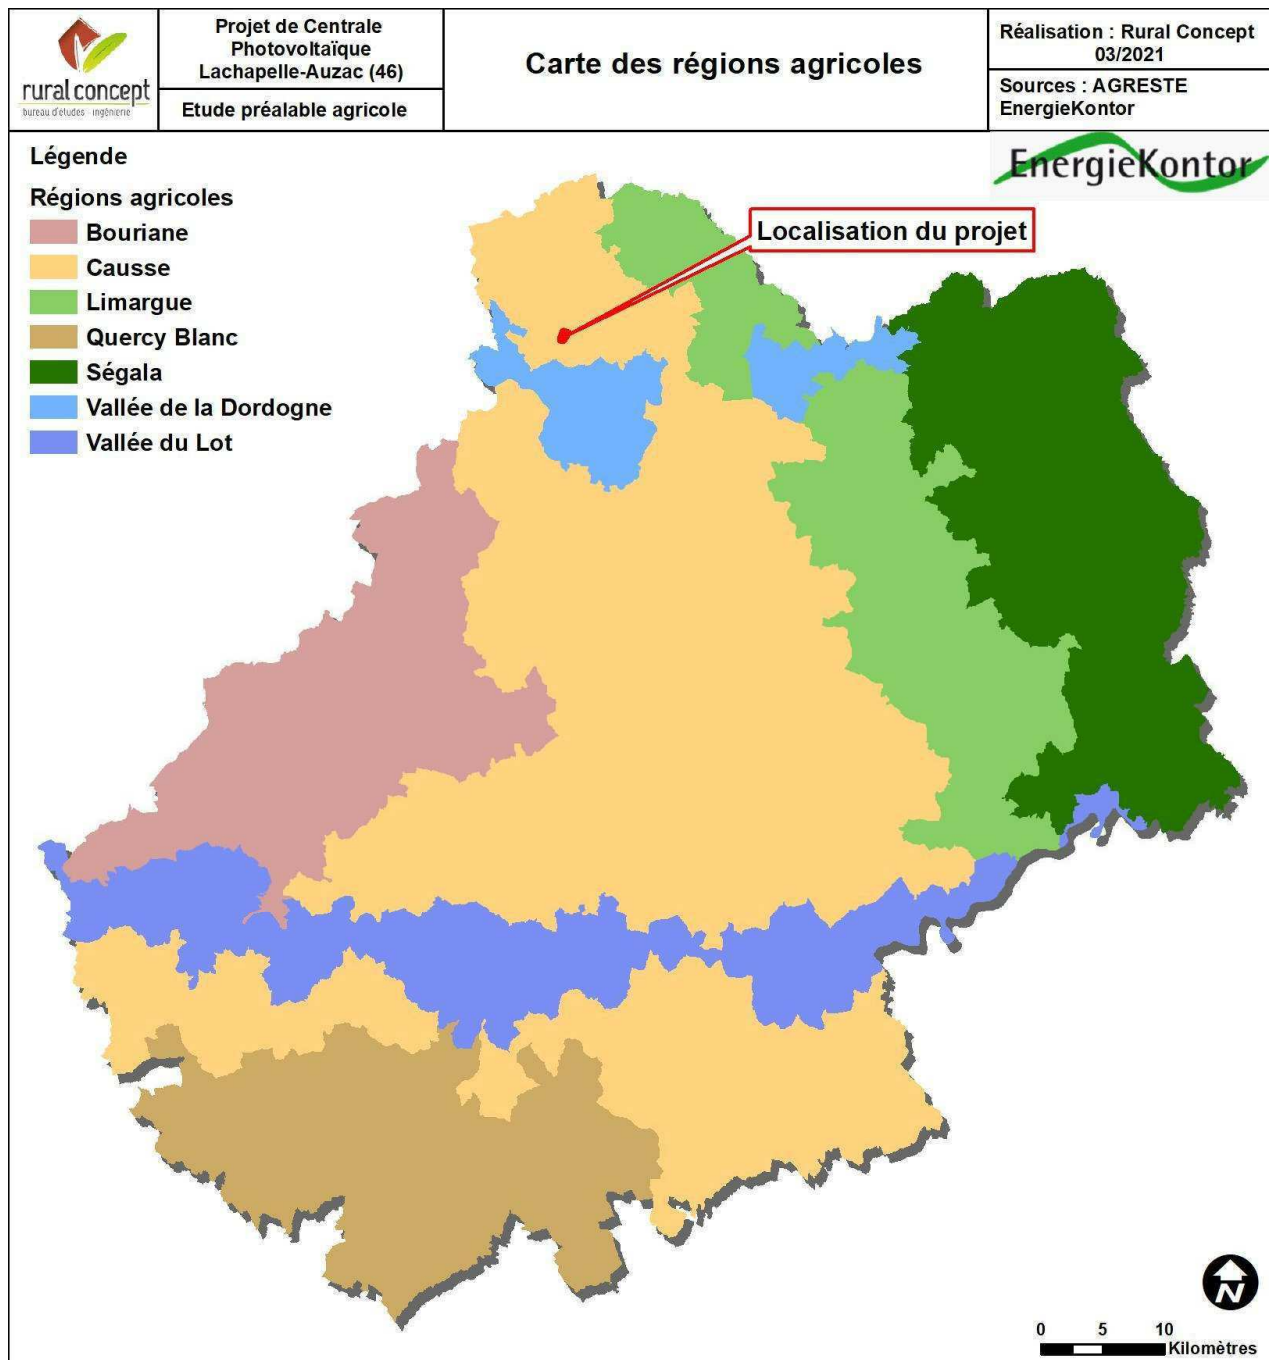 rural concept
bureau d'études - ingénierie
Projet de Centrale
Photovoltaïque
Lachapelle-Auzac (46)
Etude préalable agricole
Carte des régions agricoles
Réalisation : Rural Concept
03/2021
Sources : AGRESTE
EnergieKontor
EnergieKontor
Légende
Régions agricoles
Bouriane
Causse
Limargue
Quercy Blanc
Ségala
Vallée de la Dordogne
Vallée du Lot
Localisation du projet
N
0 5 10
Kilomètres